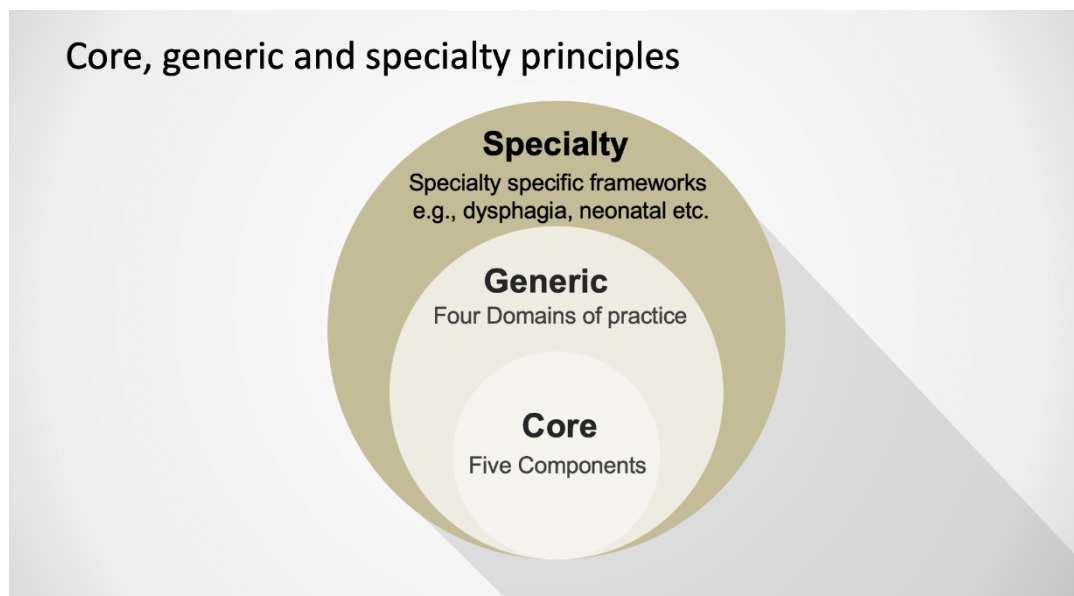 Core, generic and specialty principles
Specialty
Specialty specific frameworks
e.g., dysphagia, neonatal etc.
Generic
Four Domains of practice
Core
Five Components